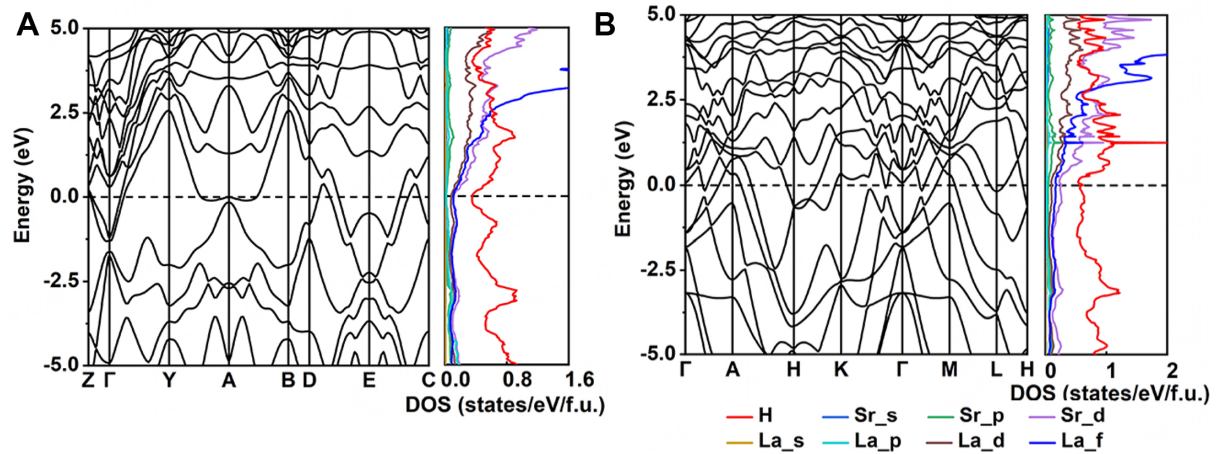 A
B
Energy (eV)
5.0
2.5
0.0
-2.5
-5.0
Z Γ Y A B D E C
0.0 0.8 1.6
DOS (states/eV/f.u.)
Energy (eV)
5.0
2.5
0.0
-2.5
-5.0
Γ A H K Γ M L H
0 1 2
DOS (states/eV/f.u.)
H Sr_s Sr_p Sr_d
La_s La_p La_d La_f